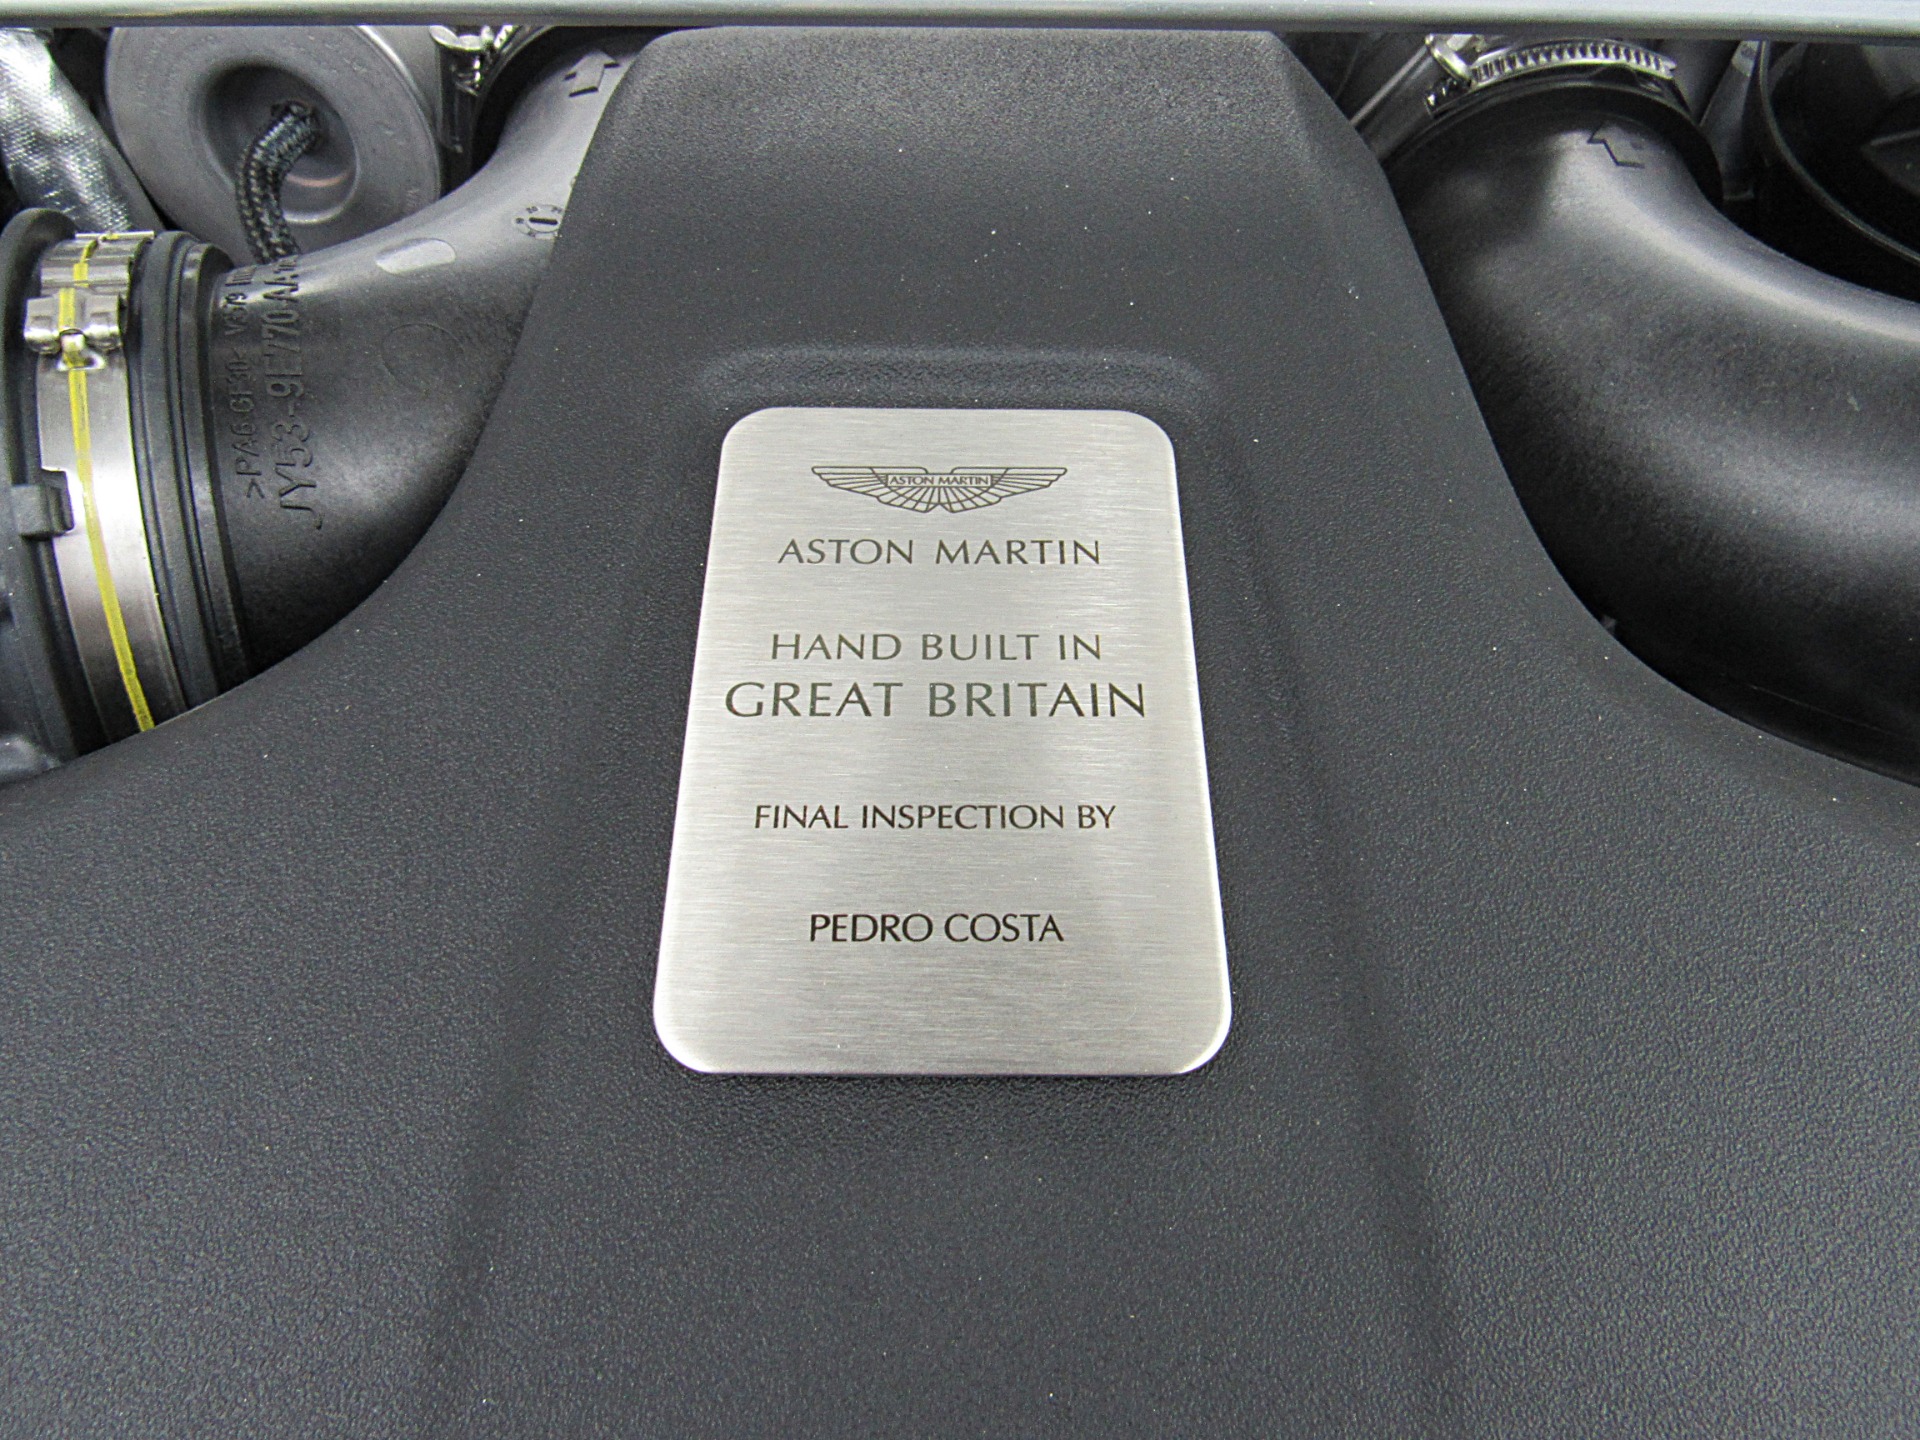 ASTON MARTIN
ASTON MARTIN
HAND BUILT IN
GREAT BRITAIN
FINAL INSPECTION BY
PEDRO COSTA